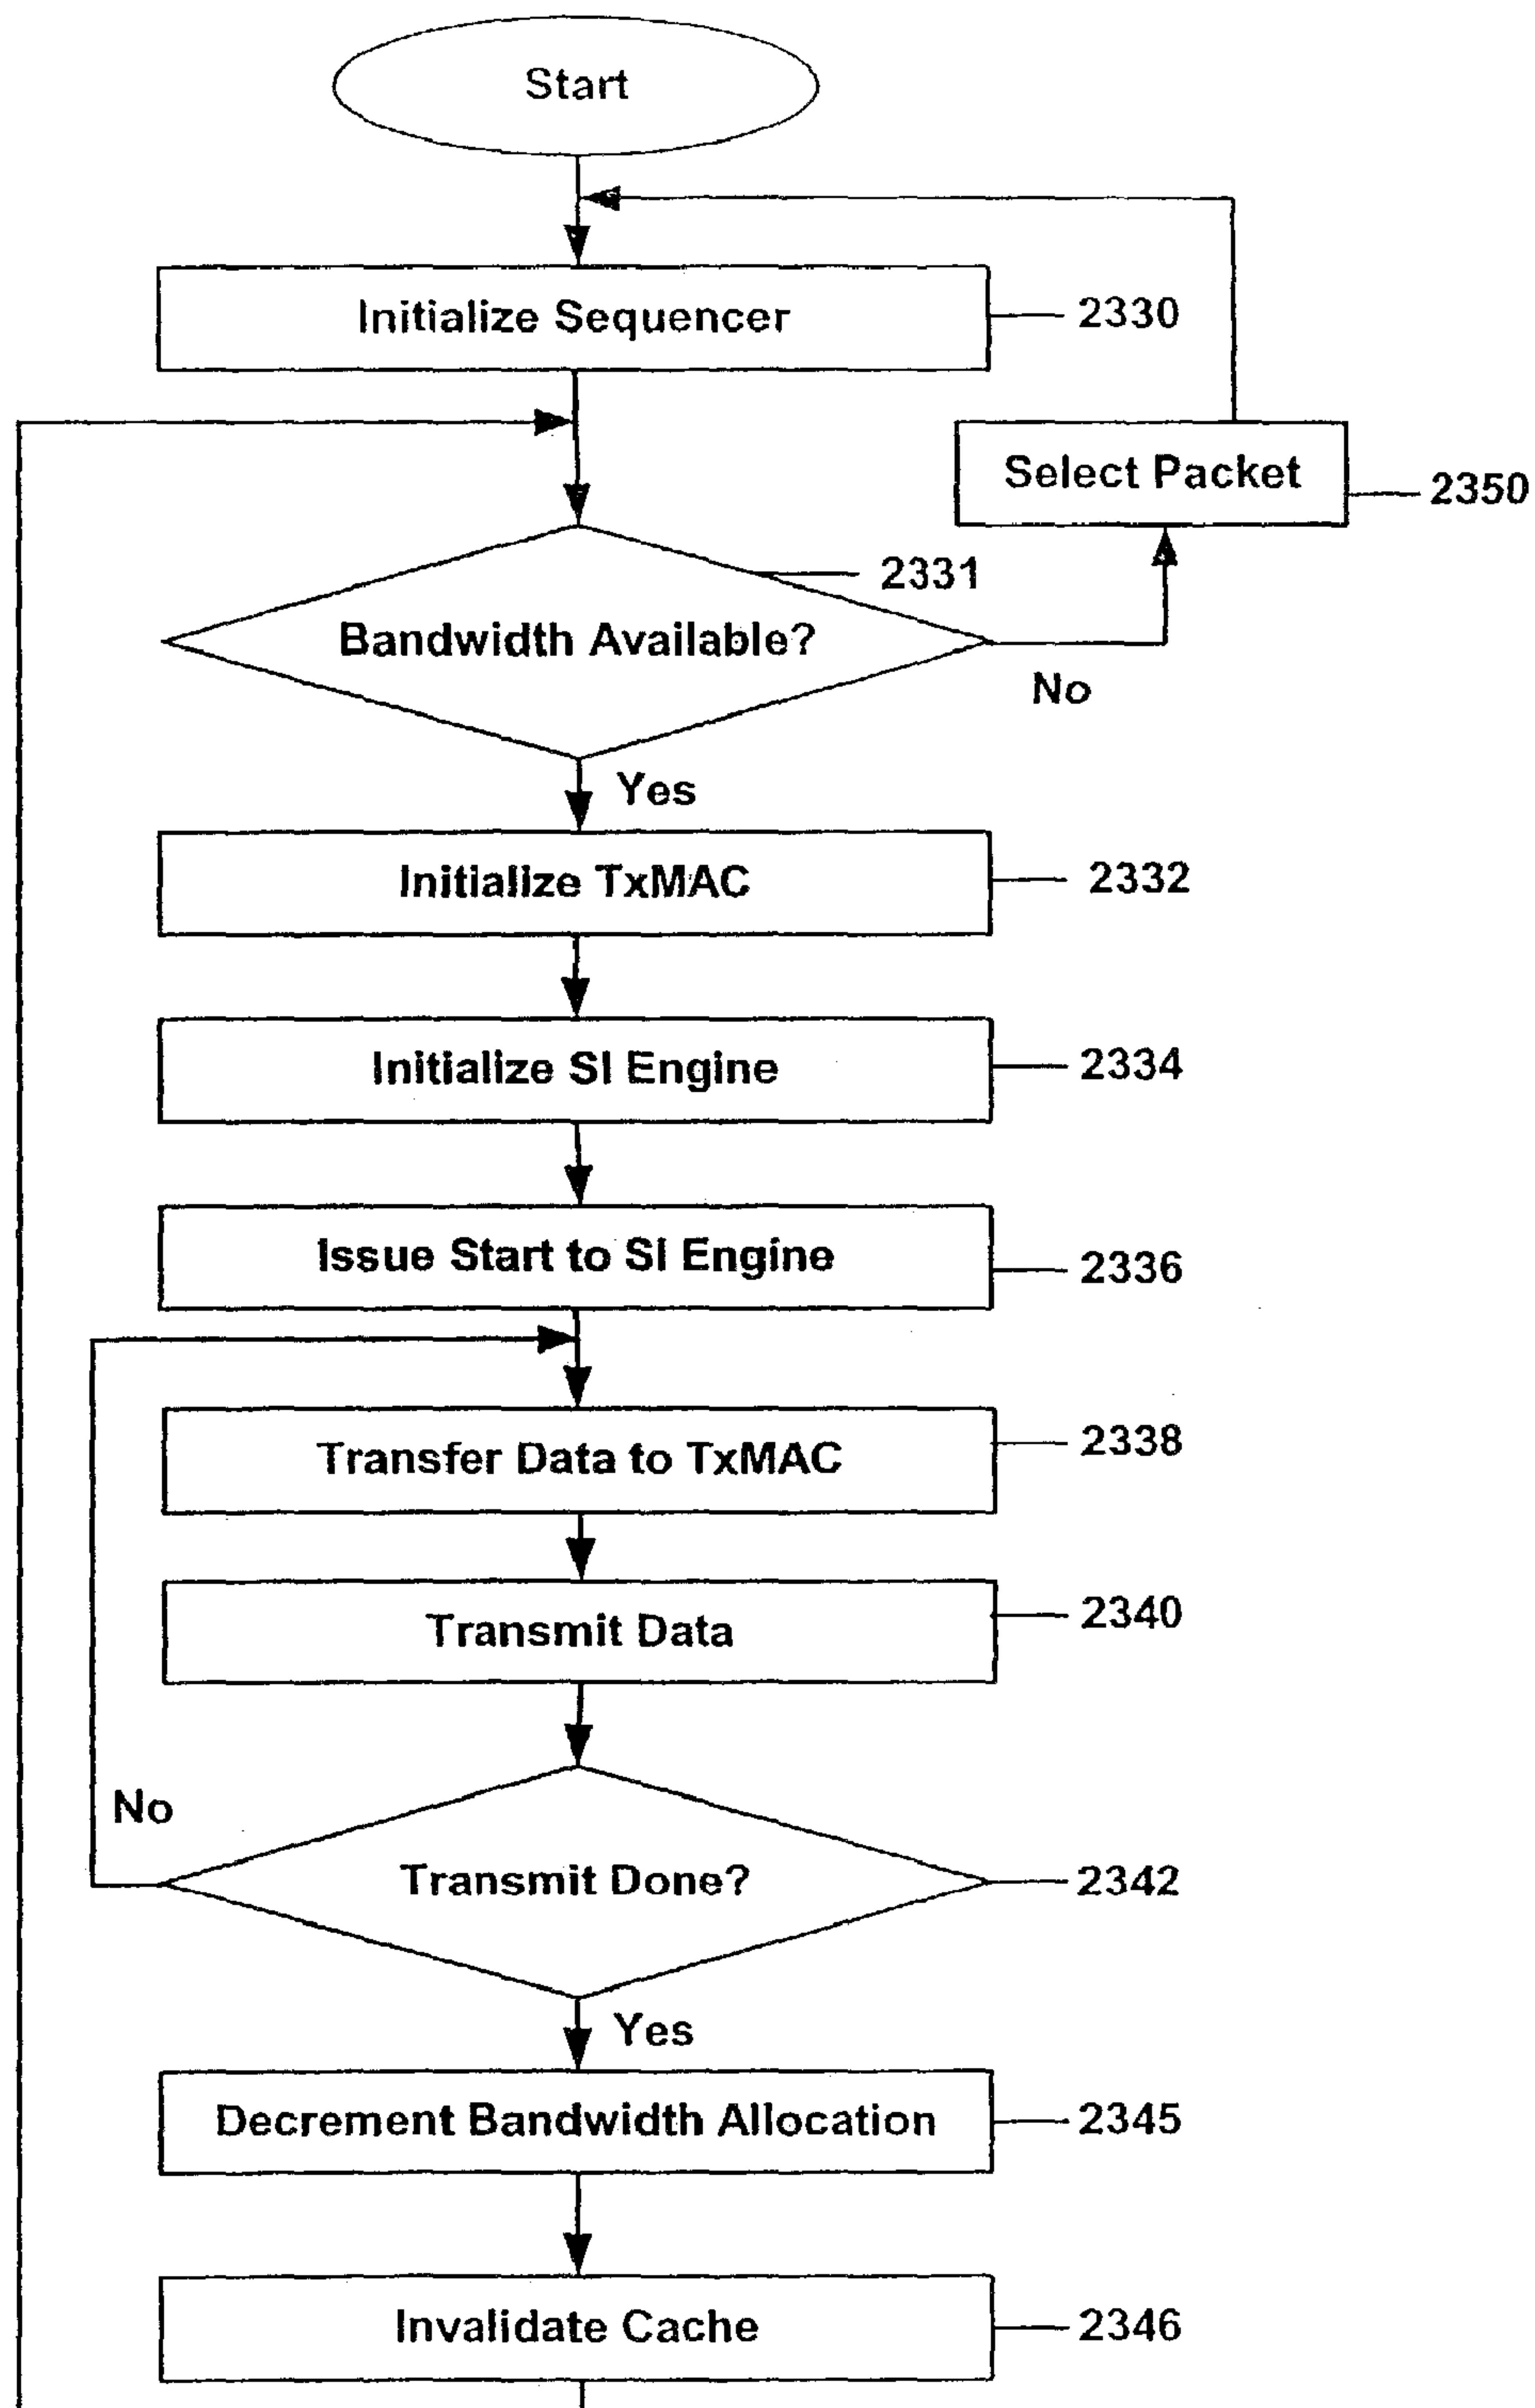 Start
Initialize Sequencer
2330
Select Packet
2350
2331
Bandwidth Available?
No
Yes
Initialize TxMAC
2332
Initialize SI Engine
2334
Issue Start to SI Engine
2336
Transfer Data to TxMAC
2338
Transmit Data
2340
No
Transmit Done?
2342
Yes
Decrement Bandwidth Allocation
2345
Invalidate Cache
2346